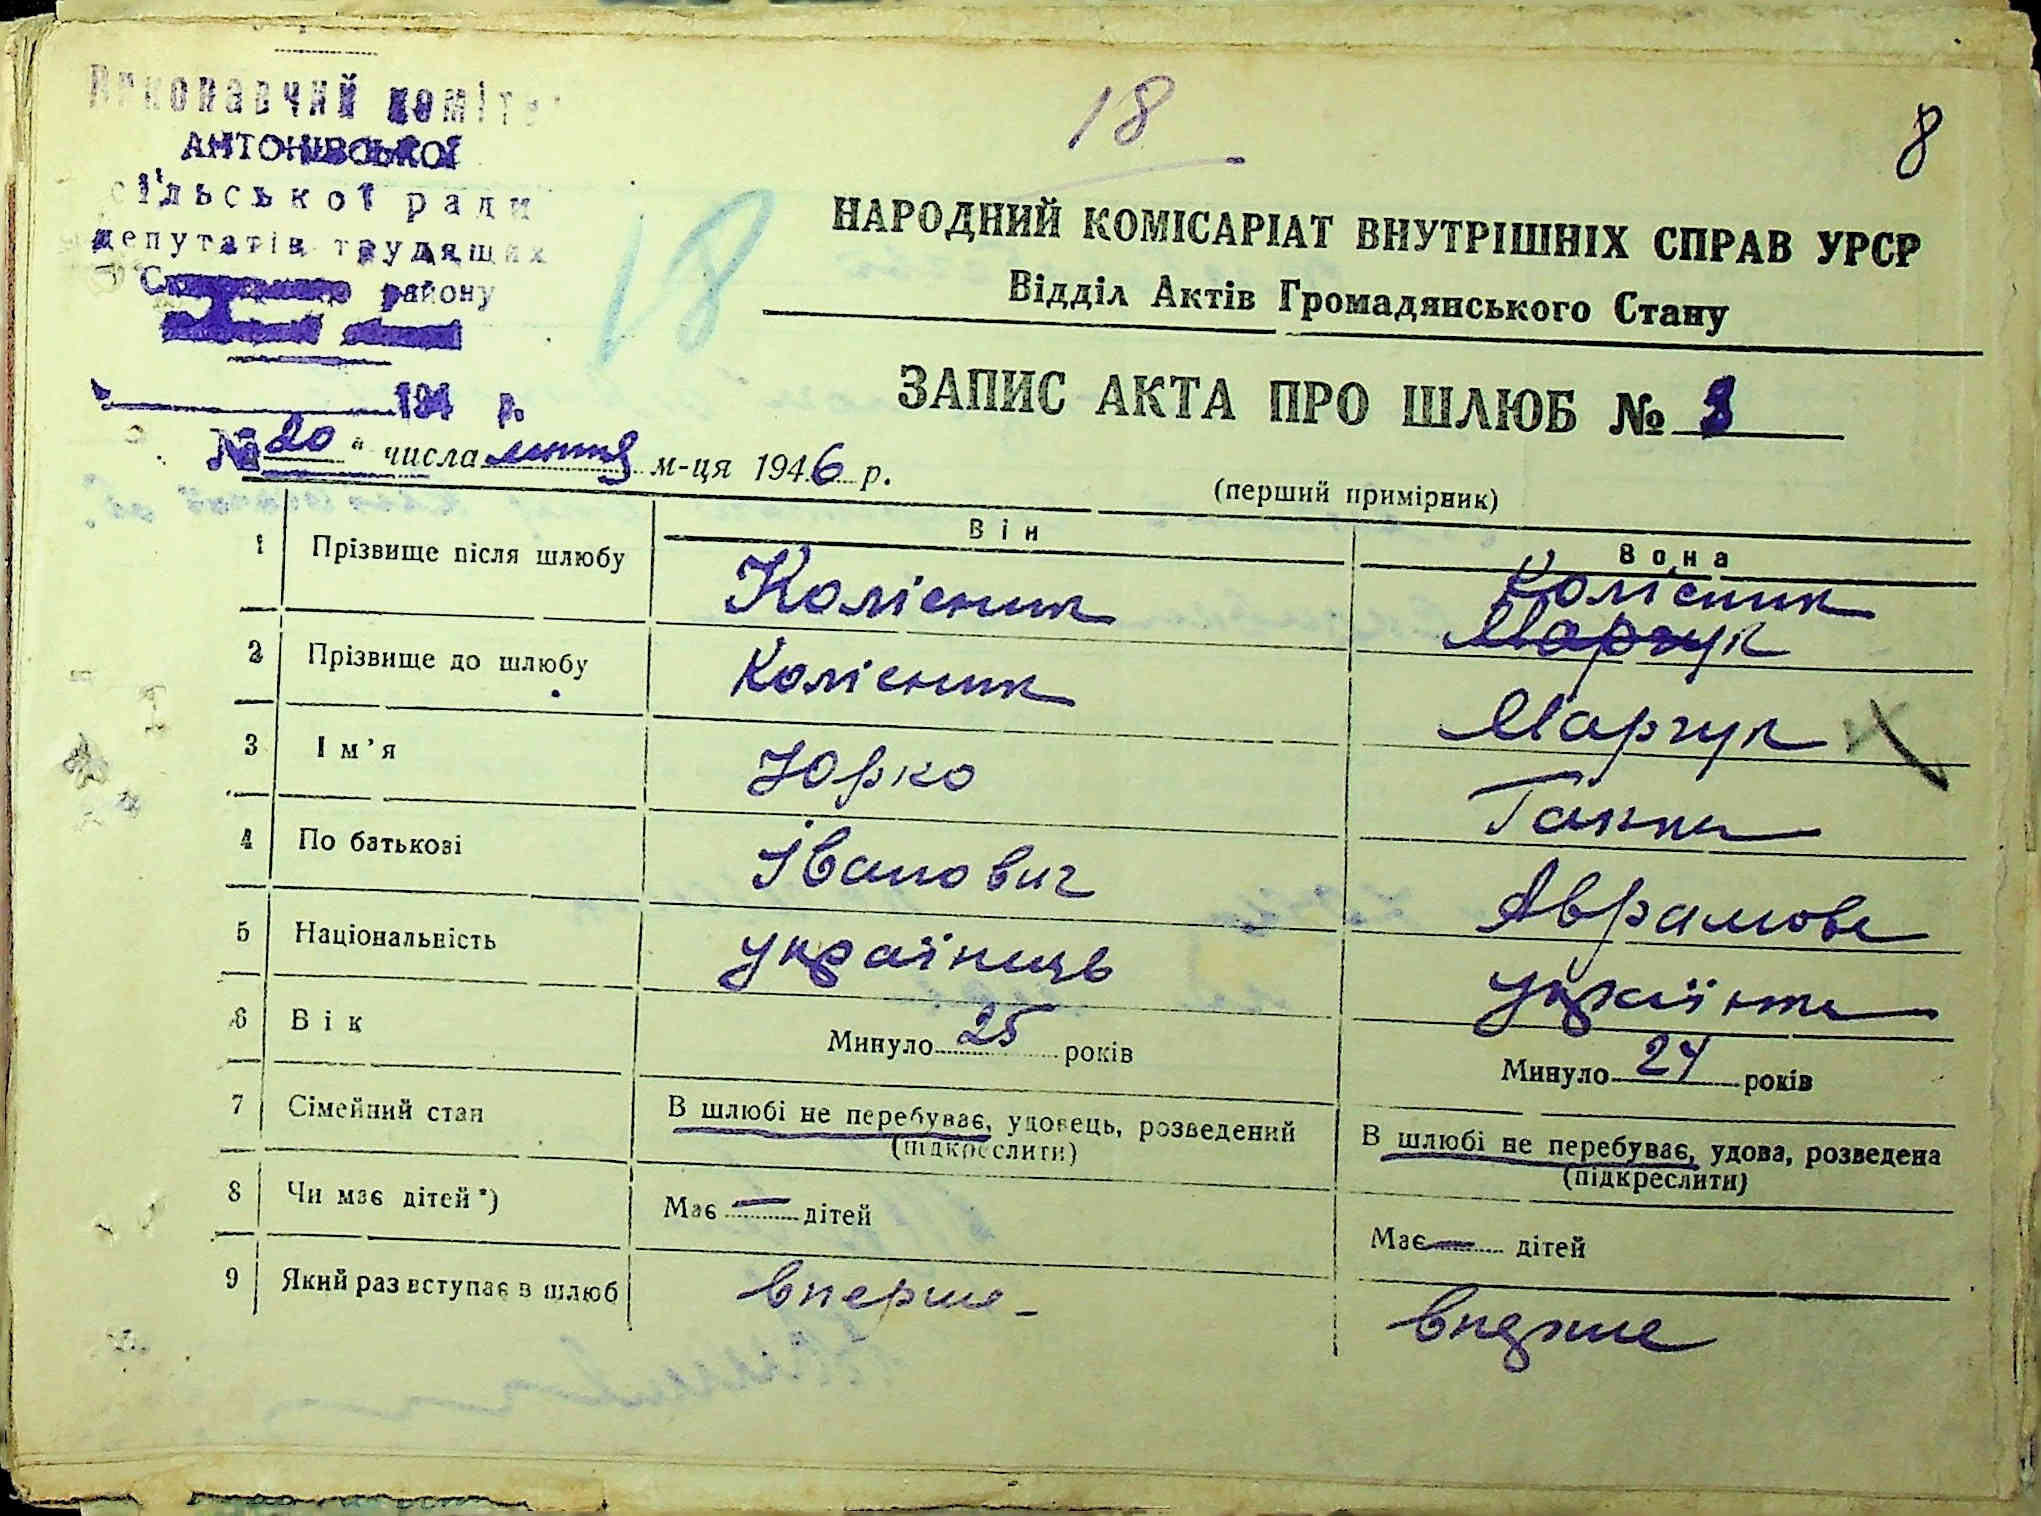 Виконавчий коміте
АНТОНІВСЬКОЇ
сільської ради
депутатів трудящих
району
194 р.
18
8
18
НАРОДНИЙ КОМІСАРІАТ ВНУТРІШНІХ СПРАВ УРСР
Відділ Актів Громадянського Стану
ЗАПИС АКТА ПРО ШЛЮБ №
№ 20 " числа лютня м-ця 1946 р.
(перший примірник)
Він Вона
1 Прізвище після шлюбу Колісник Колісник
Марчук
2 Прізвище до шлюбу Колісник Марчук
3 Ім'я Юрко Ганна
4 По батькові Іванович Аврамовн
5 Національність українець українка
6 Вік Минуло 25 років Минуло 24 років
7 Сімейний стан В шлюбі не перебуває, удовець, розведений (підкреслити) В шлюбі не перебуває, удова, розведена (підкреслити)
8 Чи має дітей*) Має — дітей Має — дітей
9 Який раз вступає в шлюб вперше - вперше